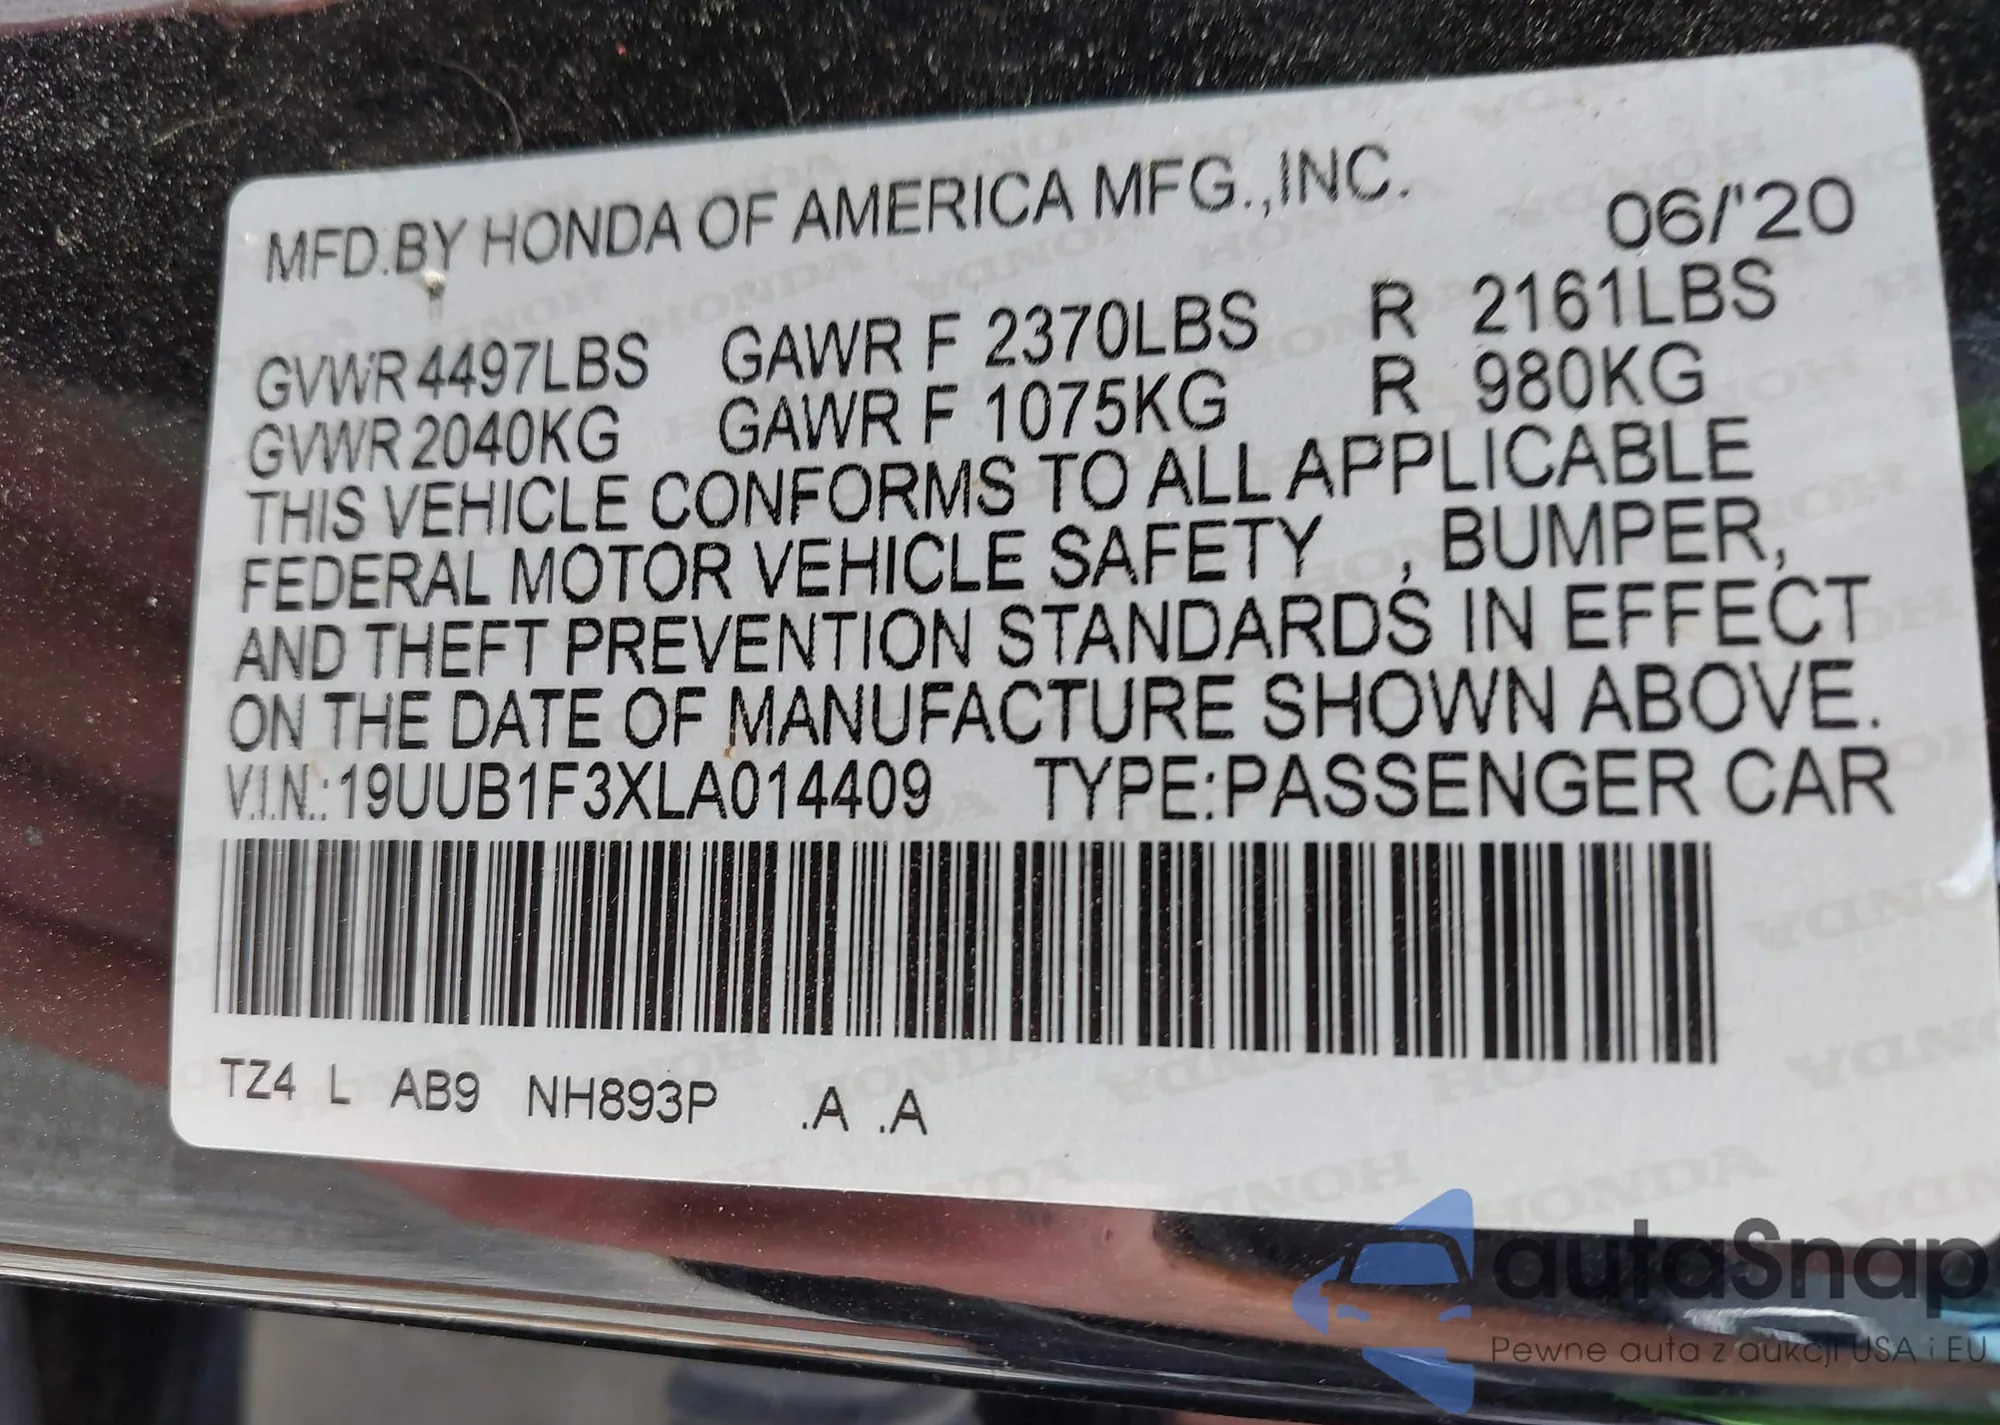 MFD.BY HONDA OF AMERICA MFG.,INC. 06/'20
GVWR 4497LBS GAWR F 2370LBS R 2161LBS
GVWR 2040KG GAWR F 1075KG R 980KG
THIS VEHICLE CONFORMS TO ALL APPLICABLE
FEDERAL MOTOR VEHICLE SAFETY , BUMPER,
AND THEFT PREVENTION STANDARDS IN EFFECT
ON THE DATE OF MANUFACTURE SHOWN ABOVE.
V.I.N.:19UUB1F3XLA014409 TYPE:PASSENGER CAR
TZ4 L AB9 NH893P .A .A
autaSnap
Pewne auta z aukcji USA i EU